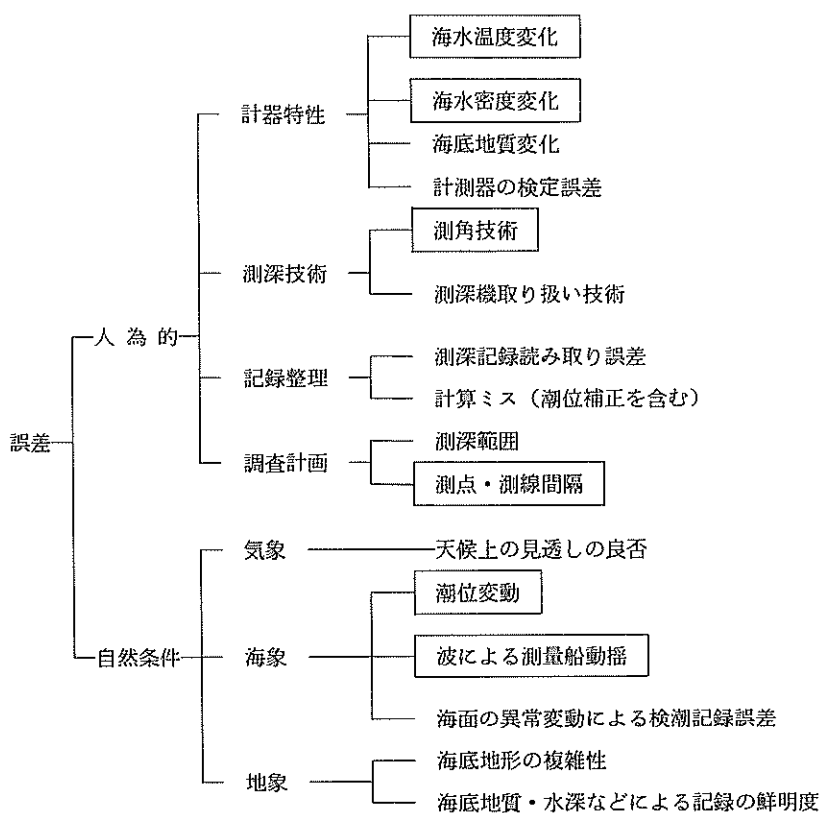 誤差
人為的
計器特性
海水温度変化
海水密度変化
海底地質変化
計測器の検定誤差
測深技術
測角技術
測深機取り扱い技術
記録整理
測深記録読み取り誤差
計算ミス（潮位補正を含む）
調査計画
測深範囲
測点・測線間隔
自然条件
気象
天候上の見透しの良否
海象
潮位変動
波による測量船動揺
海面の異常変動による検潮記録誤差
地象
海底地形の複雑性
海底地質・水深などによる記録の鮮明度